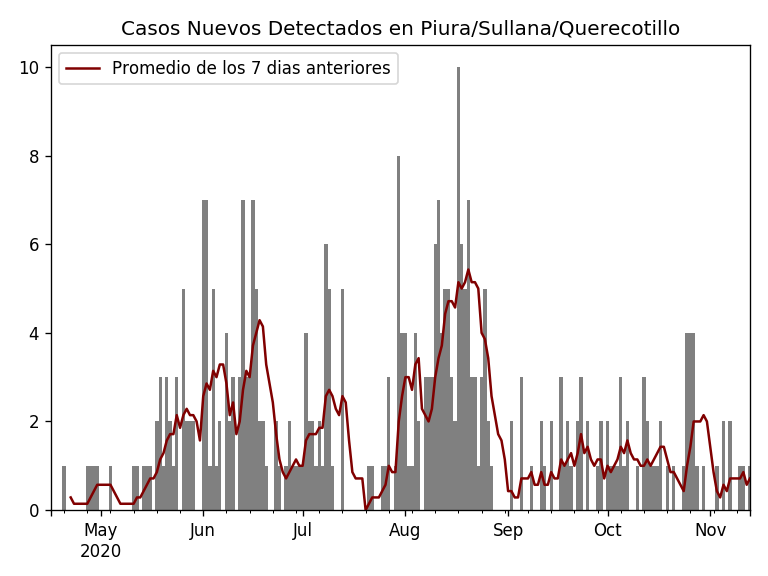 Casos Nuevos Detectados en Piura/Sullana/Querecotillo
Promedio de los 7 dias anteriores
10
8
6
4
2
0
May Jun Jul Aug Sep Oct Nov
2020